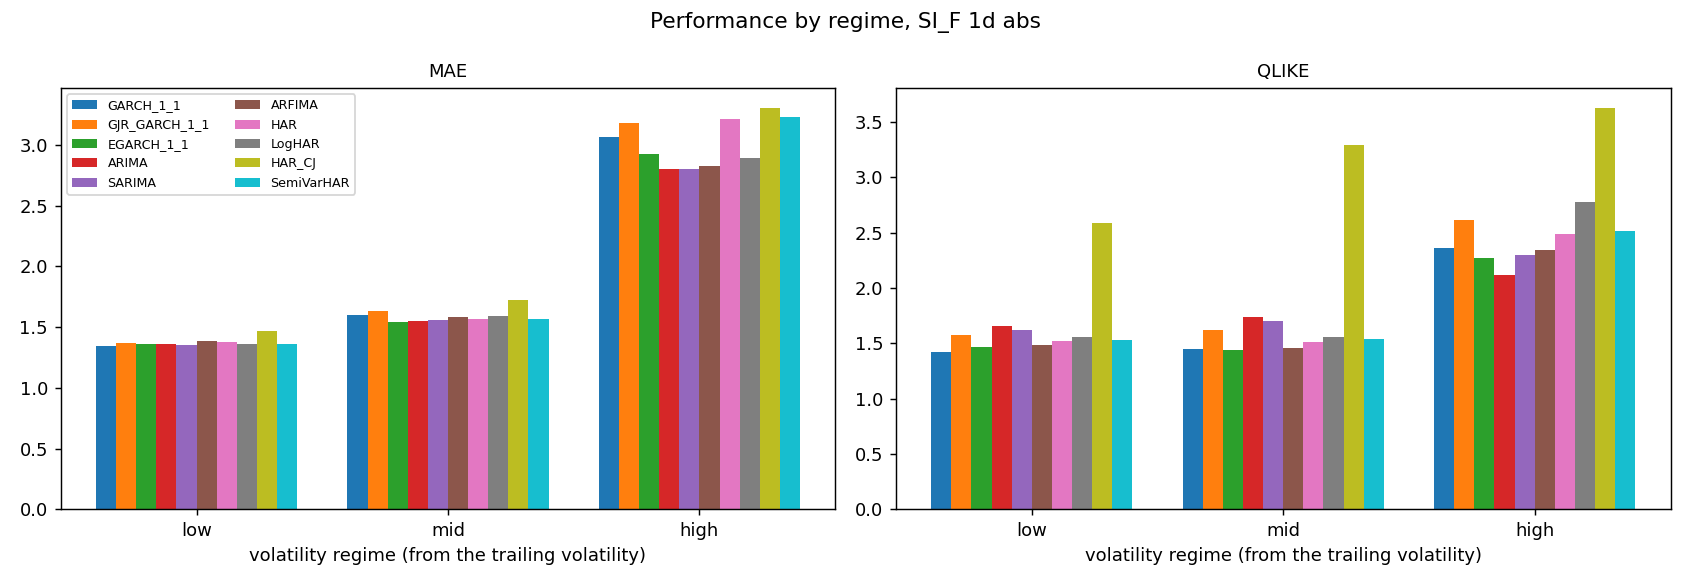 Performance by regime, SI_F 1d abs
MAE
GARCH_1_1
GJR_GARCH_1_1
EGARCH_1_1
ARIMA
SARIMA
ARFIMA
HAR
LogHAR
HAR_CJ
SemiVarHAR
3.0
2.5
2.0
1.5
1.0
0.5
0.0
low mid high
volatility regime (from the trailing volatility)
QLIKE
3.5
3.0
2.5
2.0
1.5
1.0
0.5
0.0
low mid high
volatility regime (from the trailing volatility)